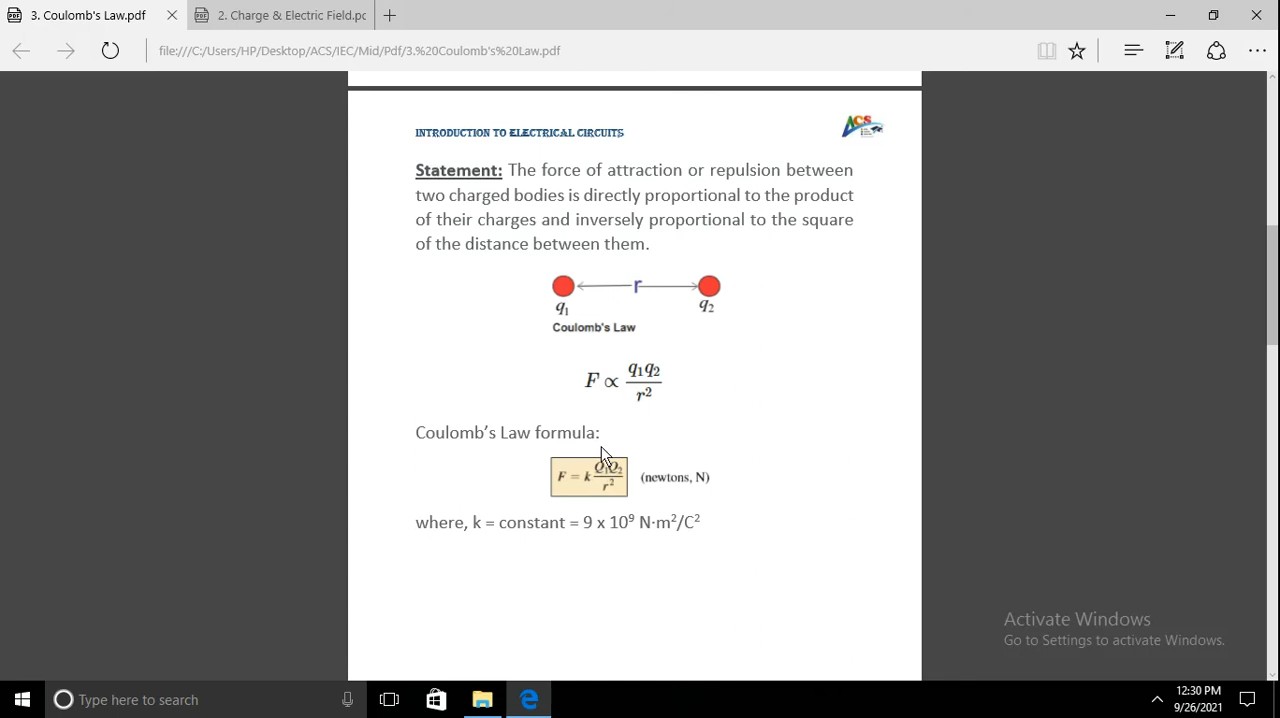 3. Coulomb's Law.pdf
2. Charge & Electric Field.pc
file:///C:/Users/HP/Desktop/ACS/IEC/Mid/Pdf/3.%20Coulomb's%20Law.pdf
INTRODUCTION TO ELECTRICAL CIRCUITS
ACS
Statement: The force of attraction or repulsion between
two charged bodies is directly proportional to the product
of their charges and inversely proportional to the square
of the distance between them.
r
q₁ q₂
Coulomb's Law
F ∝ q₁q₂/r²
Coulomb’s Law formula:
F = k Q₁Q₂/r² (newtons, N)
where, k = constant = 9 x 10⁹ N·m²/C²
Activate Windows
Go to Settings to activate Windows.
Type here to search
12:30 PM
9/26/2021